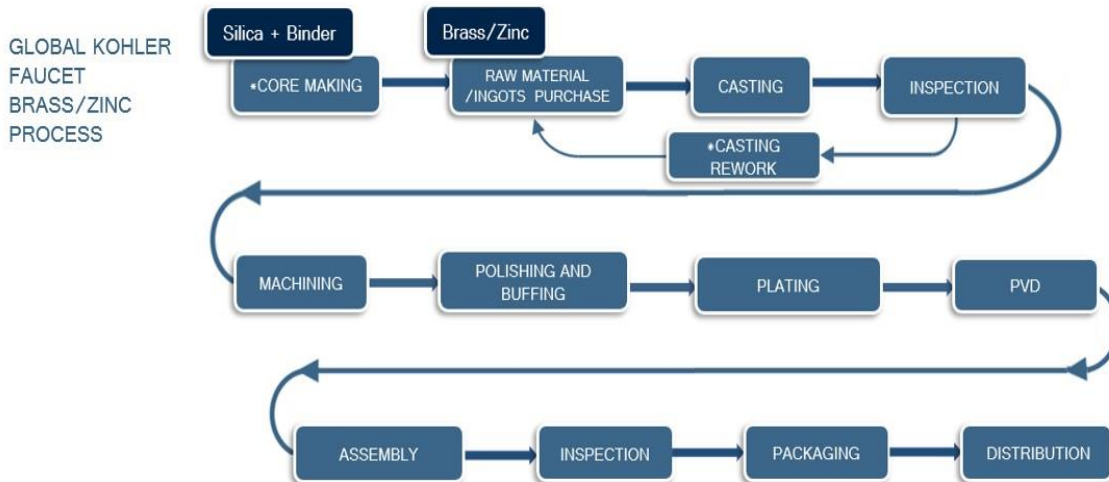 GLOBAL KOHLER
FAUCET
BRASS/ZINC
PROCESS
Silica + Binder
Brass/Zinc
*CORE MAKING
RAW MATERIAL
/INGOTS PURCHASE
CASTING
INSPECTION
*CASTING
REWORK
MACHINING
POLISHING AND
BUFFING
PLATING
PVD
ASSEMBLY
INSPECTION
PACKAGING
DISTRIBUTION